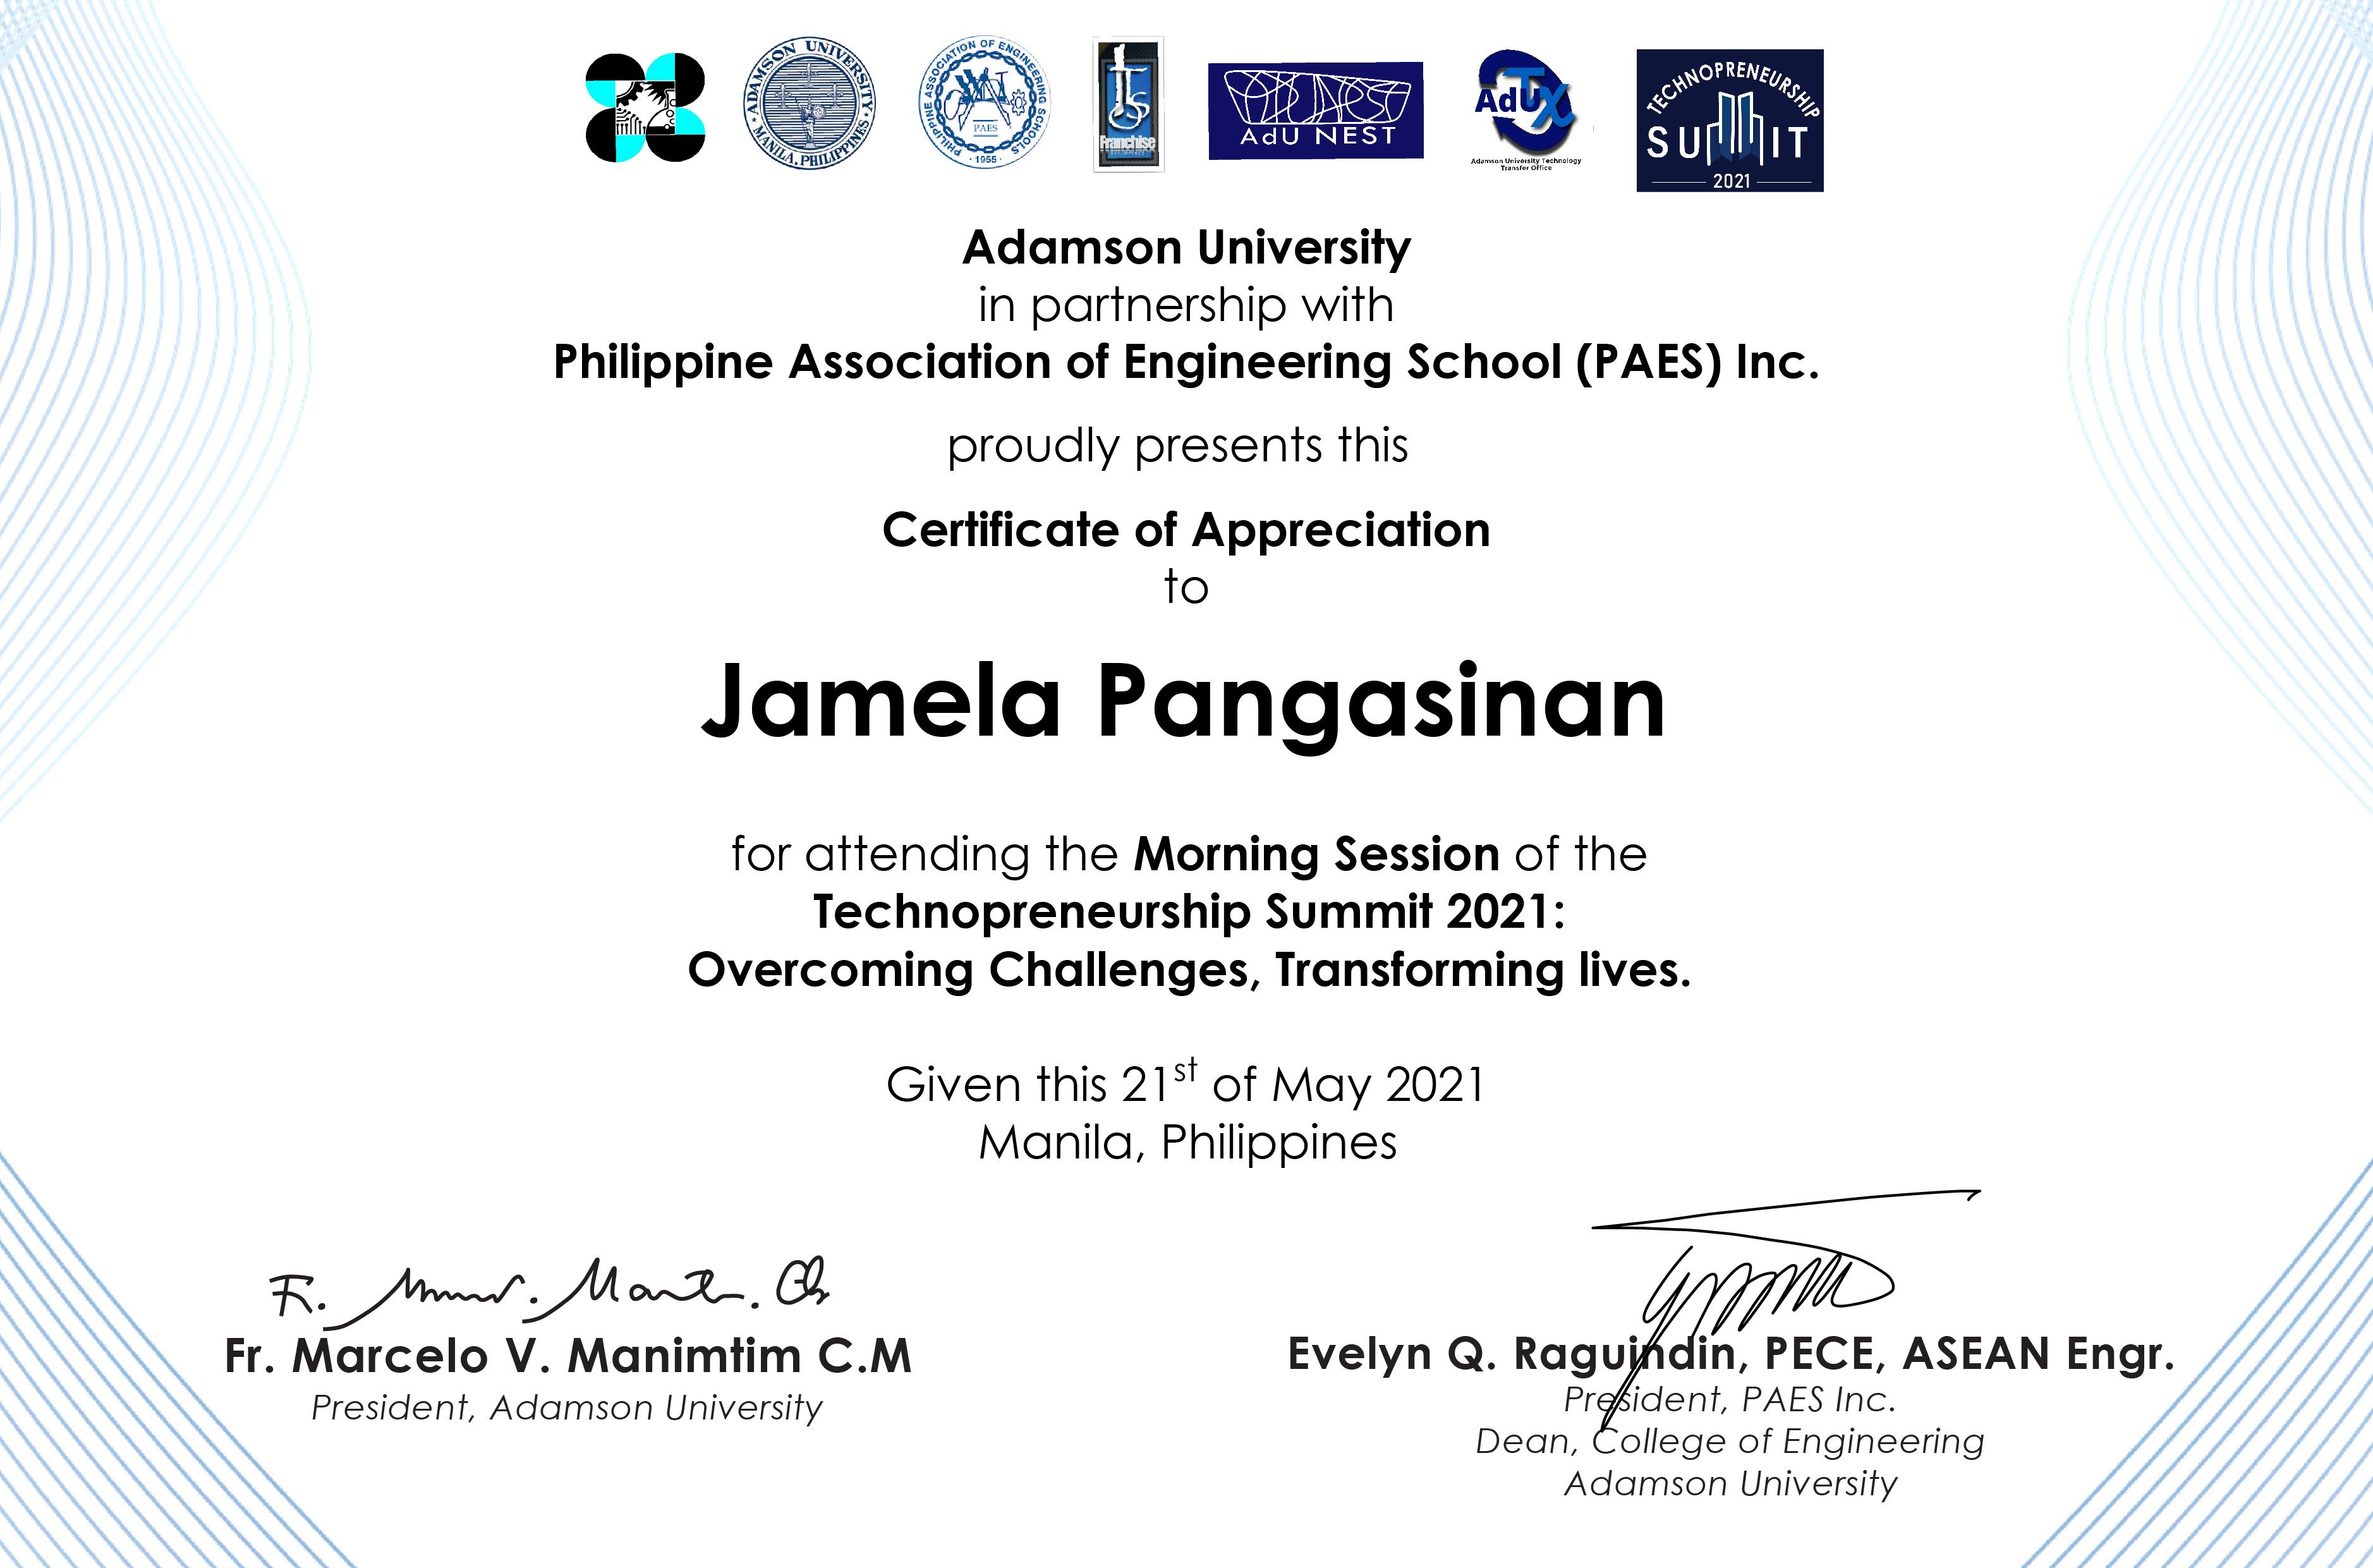 ADAMSON UNIVERSITY • MANILA, PHILIPPINES •
PHILIPPINE ASSOCIATION OF ENGINEERING SCHOOLS
PAES
· 1955 ·
Franchise
AdU NEST
AdUTX
Adamson University Technology
Transfer Office
TECHNOPRENEURSHIP
SUMMIT
2021
Adamson University
in partnership with
Philippine Association of Engineering School (PAES) Inc.
proudly presents this
Certificate of Appreciation
to
Jamela Pangasinan
for attending the Morning Session of the
Technopreneurship Summit 2021:
Overcoming Challenges, Transforming lives.
Given this 21st of May 2021
Manila, Philippines
Fr. Marcelo V. Manimtim C.M
President, Adamson University
Evelyn Q. Raguindin, PECE, ASEAN Engr.
President, PAES Inc.
Dean, College of Engineering
Adamson University